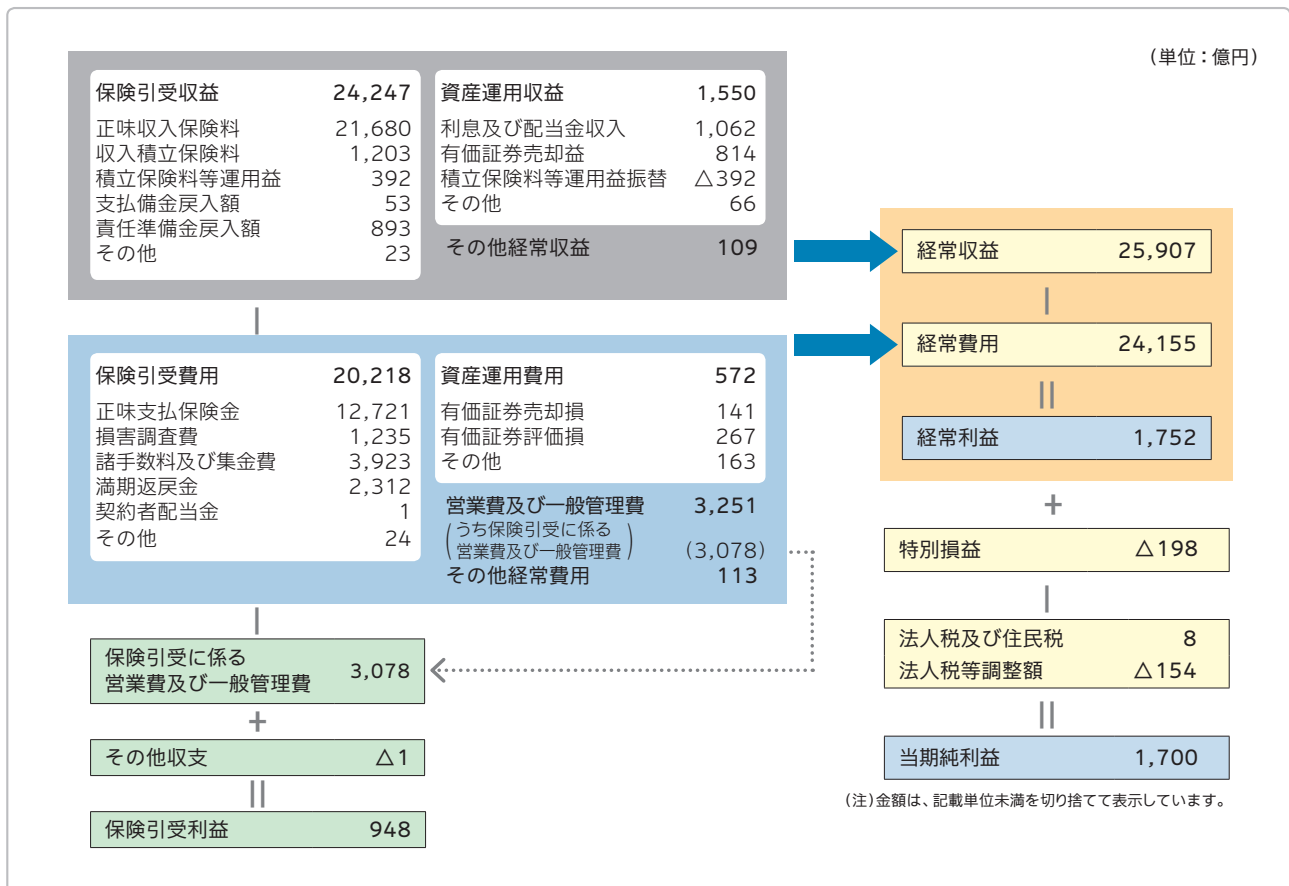 (単位：億円)
保険引受収益 24,247
正味収入保険料 21,680
収入積立保険料 1,203
積立保険料等運用益 392
支払備金戻入額 53
責任準備金戻入額 893
その他 23
資産運用収益 1,550
利息及び配当金収入 1,062
有価証券売却益 814
積立保険料等運用益振替 △392
その他 66
その他経常収益 109
保険引受費用 20,218
正味支払保険金 12,721
損害調査費 1,235
諸手数料及び集金費 3,923
満期返戻金 2,312
契約者配当金 1
その他 24
資産運用費用 572
有価証券売却損 141
有価証券評価損 267
その他 163
営業費及び一般管理費 3,251
(うち保険引受に係る
営業費及び一般管理費) (3,078)
その他経常費用 113
保険引受に係る
営業費及び一般管理費 3,078
+
その他収支 △1
保険引受利益 948
経常収益 25,907
経常費用 24,155
経常利益 1,752
+
特別損益 △198
法人税及び住民税 8
法人税等調整額 △154
当期純利益 1,700
(注)金額は、記載単位未満を切り捨てて表示しています。